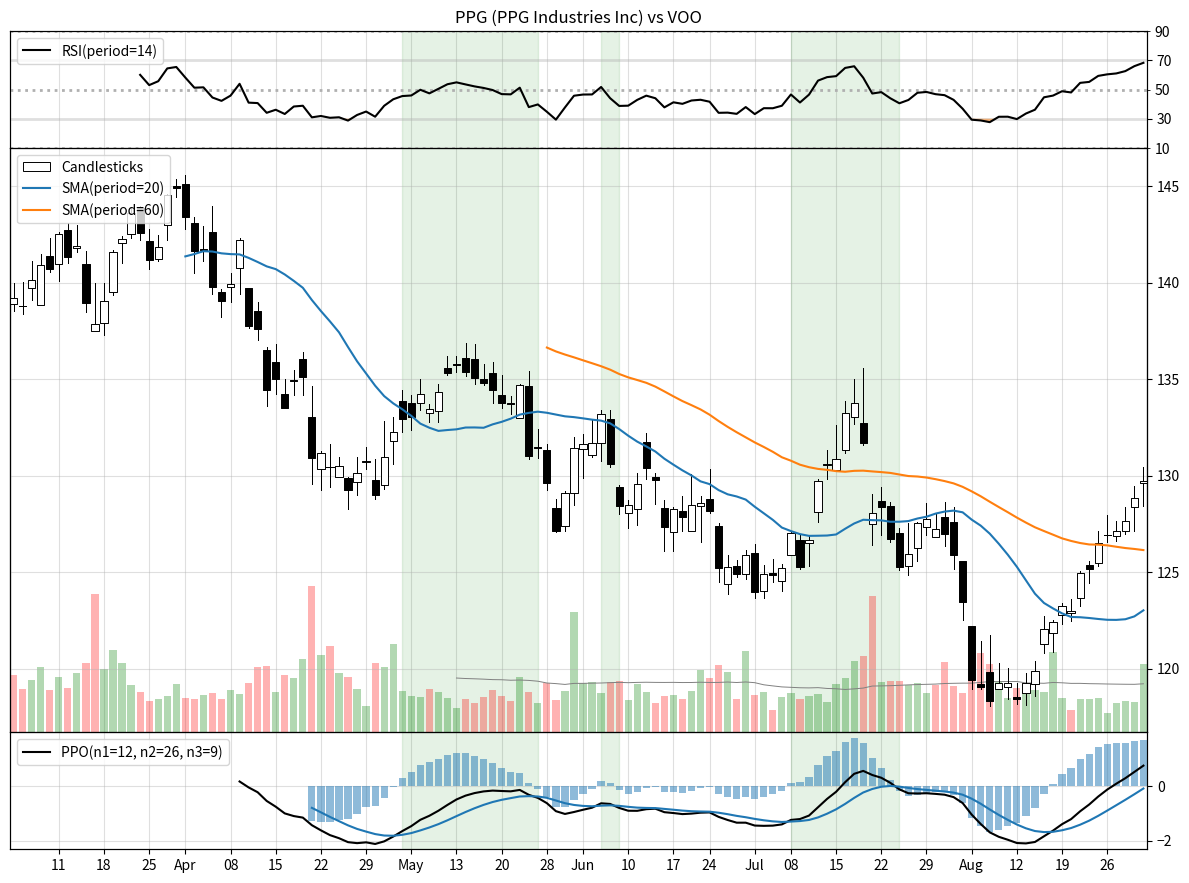 PPG (PPG Industries Inc) vs VOO
RSI(period=14)
90
70
50
30
10
Candlesticks
SMA(period=20)
SMA(period=60)
145
140
135
130
125
120
PPO(n1=12, n2=26, n3=9)
0
−2
11 18 25 Apr 08 15 22 29 May 13 20 28 Jun 10 17 24 Jul 08 15 22 29 Aug 12 19 26